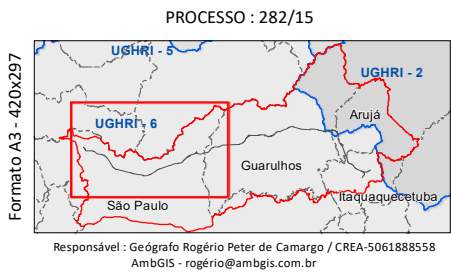 PROCESSO : 282/15
Formato A3 - 420x297
UGHRI - 5
UGHRI - 2
UGHRI - 6
Arujá
Guarulhos
Itaquaquecetuba
São Paulo
Responsável : Geógrafo Rogério Peter de Camargo / CREA-5061888558
AmbGIS - rogério@ambgis.com.br